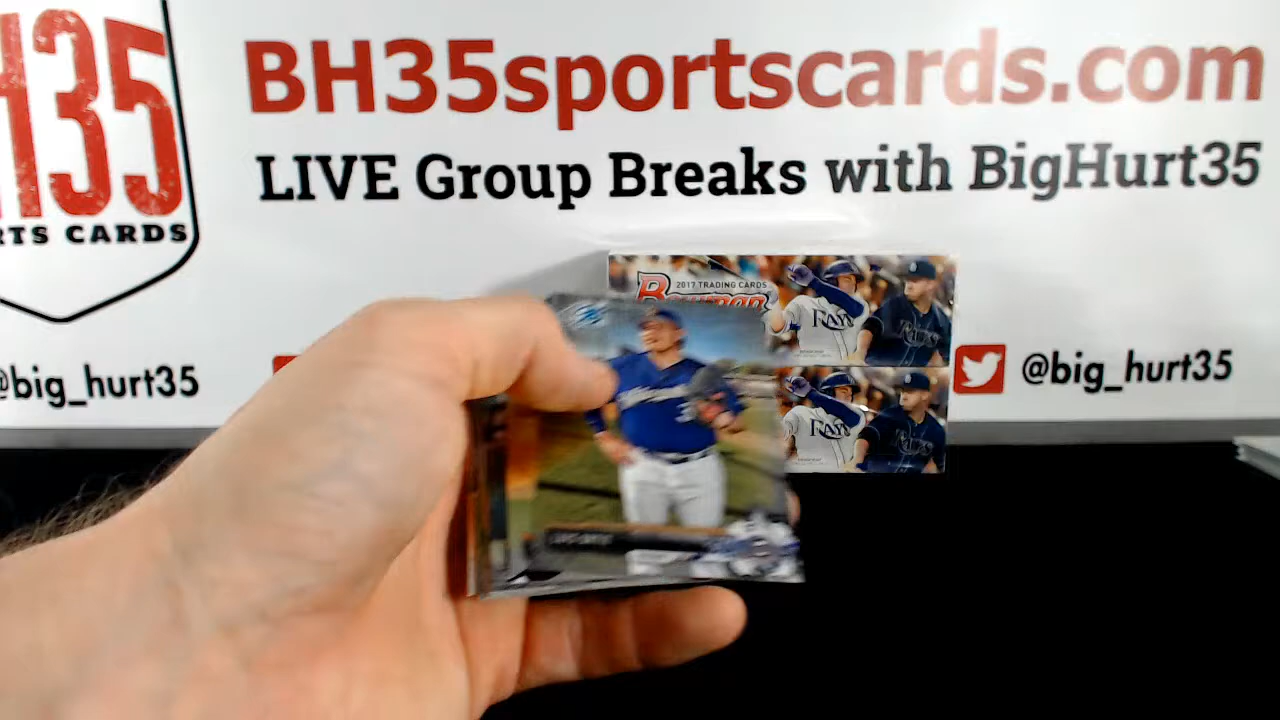 H35
RTS CARDS
BH35sportscards.com
LIVE Group Breaks with BigHurt35
@big_hurt35
@big_hurt35
2017 TRADING CARDS
Bowman
RAYS
RAYS